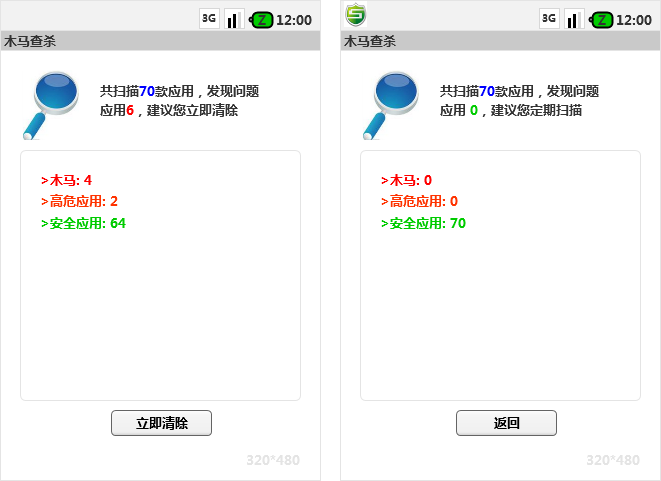 3G Z 12:00
木马查杀
共扫描70款应用，发现问题
应用6，建议您立即清除
>木马: 4
>高危应用: 2
>安全应用: 64
立即清除
320*480
S 3G Z 12:00
木马查杀
共扫描70款应用，发现问题
应用 0，建议您定期扫描
>木马: 0
>高危应用: 0
>安全应用: 70
返回
320*480